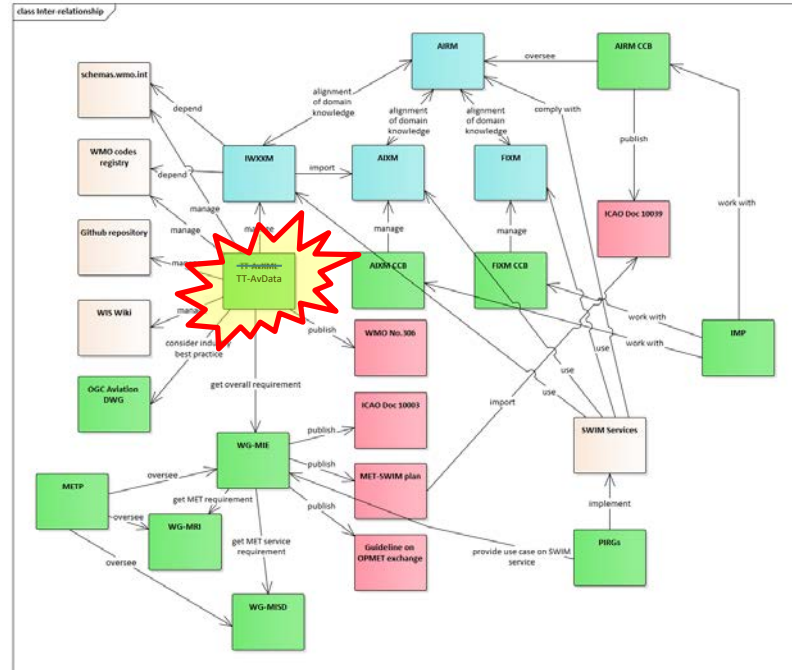 class Inter-relationship
AIRM
AIRM CCB
oversee
schemas.wmo.int
alignment
of domain
knowledge
alignment
of domain
knowledge
alignment
of domain
knowledge
comply with
depend
publish
WMO codes
registry
IWXXM
import
AIXM
FIXM
depend
ICAO Doc 10039
work with
manage
manage
manage
manage
Github repository
manage
TT-AvXML
TT-AvData
AIXM CCB
FIXM CCB
WIS Wiki
publish
WMO No.306
work with
work with
IMP
consider industry
best practice
use
use
use
OGC Aviation
DWG
get overall requirement
import
ICAO Doc 10003
WG-MIE
publish
SWIM Services
METP
oversee
publish
MET-SWIM plan
get MET requirement
publish
implement
oversee
WG-MRI
get MET service
requirement
Guideline on
OPMET exchange
provide use case on SWIM
service
PIRGs
oversee
WG-MISD